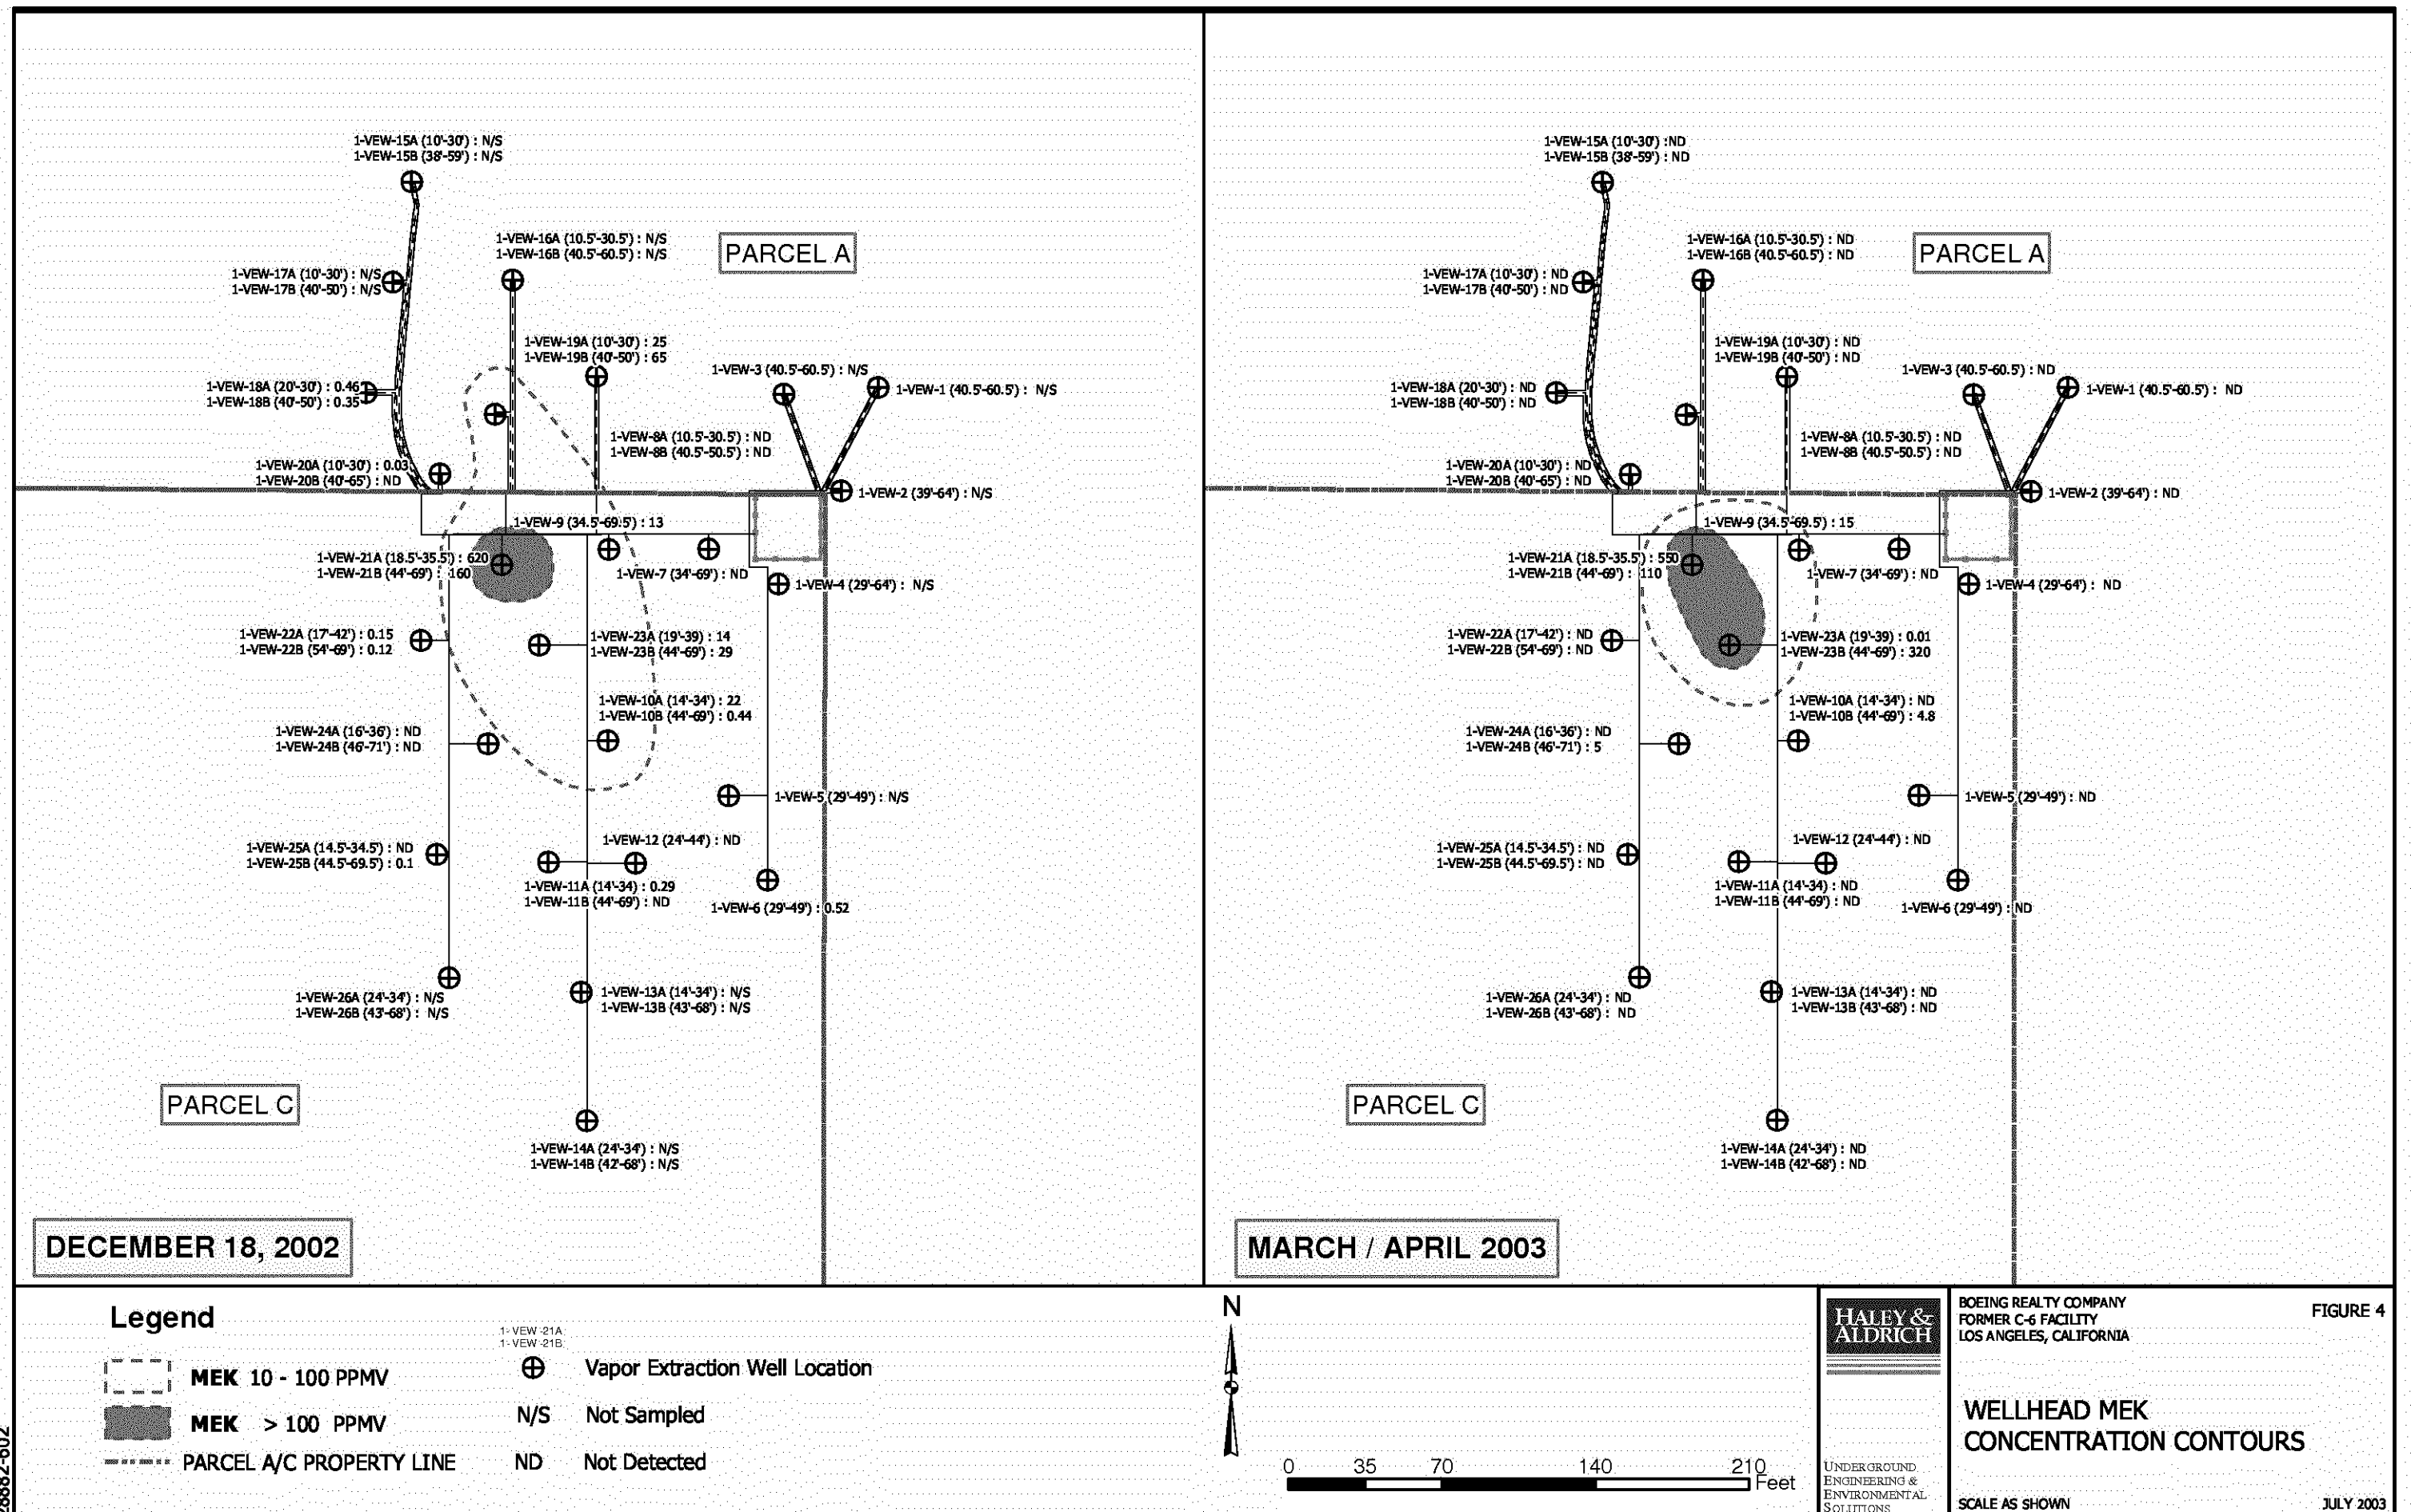 1-VEW-15A (10'-30') : N/S
1-VEW-15B (38'-59') : N/S
1-VEW-16A (10.5'-30.5') : N/S
1-VEW-16B (40.5'-60.5') : N/S
PARCEL A
1-VEW-17A (10'-30') : N/S
1-VEW-17B (40'-50') : N/S
1-VEW-19A (10'-30') : 25
1-VEW-19B (40'-50') : 65
1-VEW-3 (40.5'-60.5') : N/S
1-VEW-18A (20'-30') : 0.46
1-VEW-18B (40'-50') : 0.35
1-VEW-1 (40.5'-60.5') : N/S
1-VEW-8A (10.5'-30.5') : ND
1-VEW-8B (40.5'-50.5') : ND
1-VEW-20A (10'-30') : 0.03
1-VEW-20B (40'-65') : ND
1-VEW-2 (39'-64') : N/S
1-VEW-9 (34.5'-69.5') : 13
1-VEW-21A (18.5'-35.5') : 620
1-VEW-21B (44'-69') : 160
1-VEW-7 (34'-69') : ND
1-VEW-4 (29'-64') : N/S
1-VEW-22A (17'-42') : 0.15
1-VEW-22B (54'-69') : 0.12
1-VEW-23A (19'-39) : 14
1-VEW-23B (44'-69') : 29
1-VEW-10A (14'-34') : 22
1-VEW-10B (44'-69') : 0.44
1-VEW-24A (16'-36') : ND
1-VEW-24B (46'-71') : ND
1-VEW-5 (29'-49') : N/S
1-VEW-12 (24'-44') : ND
1-VEW-25A (14.5'-34.5') : ND
1-VEW-25B (44.5'-69.5') : 0.1
1-VEW-11A (14'-34) : 0.29
1-VEW-11B (44'-69') : ND
1-VEW-6 (29'-49') : 0.52
1-VEW-26A (24'-34') : N/S
1-VEW-26B (43'-68') : N/S
1-VEW-13A (14'-34') : N/S
1-VEW-13B (43'-68') : N/S
PARCEL C
1-VEW-14A (24'-34') : N/S
1-VEW-14B (42'-68') : N/S
DECEMBER 18, 2002
1-VEW-15A (10'-30') :ND
1-VEW-15B (38'-59') : ND
1-VEW-16A (10.5'-30.5') : ND
1-VEW-16B (40.5'-60.5') : ND
PARCEL A
1-VEW-17A (10'-30') : ND
1-VEW-17B (40'-50') : ND
1-VEW-19A (10'-30') : ND
1-VEW-19B (40'-50') : ND
1-VEW-3 (40.5'-60.5') : ND
1-VEW-18A (20'-30') : ND
1-VEW-18B (40'-50') : ND
1-VEW-1 (40.5'-60.5') : ND
1-VEW-8A (10.5'-30.5') : ND
1-VEW-8B (40.5'-50.5') : ND
1-VEW-20A (10'-30') : ND
1-VEW-20B (40'-65') : ND
1-VEW-2 (39'-64') : ND
1-VEW-9 (34.5'-69.5') : 15
1-VEW-21A (18.5'-35.5') : 550
1-VEW-21B (44'-69') : 110
1-VEW-7 (34'-69') : ND
1-VEW-4 (29'-64') : ND
1-VEW-22A (17'-42') : ND
1-VEW-22B (54'-69') : ND
1-VEW-23A (19'-39) : 0.01
1-VEW-23B (44'-69') : 320
1-VEW-10A (14'-34') : ND
1-VEW-10B (44'-69') : 4.8
1-VEW-24A (16'-36') : ND
1-VEW-24B (46'-71') : 5
1-VEW-5 (29'-49') : ND
1-VEW-12 (24'-44') : ND
1-VEW-25A (14.5'-34.5') : ND
1-VEW-25B (44.5'-69.5') : ND
1-VEW-11A (14'-34) : ND
1-VEW-11B (44'-69') : ND
1-VEW-6 (29'-49') : ND
1-VEW-26A (24'-34') : ND
1-VEW-26B (43'-68') : ND
1-VEW-13A (14'-34') : ND
1-VEW-13B (43'-68') : ND
PARCEL C
1-VEW-14A (24'-34') : ND
1-VEW-14B (42'-68') : ND
MARCH / APRIL 2003
Legend
MEK 10 - 100 PPMV
MEK > 100 PPMV
PARCEL A/C PROPERTY LINE
1-VEW-21A
1-VEW-21B
Vapor Extraction Well Location
N/S Not Sampled
ND Not Detected
N
0 35 70 140 210
Feet
HALEY &
ALDRICH
UNDERGROUND
ENGINEERING &
ENVIRONMENTAL
SOLUTIONS
BOEING REALTY COMPANY
FORMER C-6 FACILITY
LOS ANGELES, CALIFORNIA
FIGURE 4
WELLHEAD MEK
CONCENTRATION CONTOURS
SCALE AS SHOWN
JULY 2003
28882-602